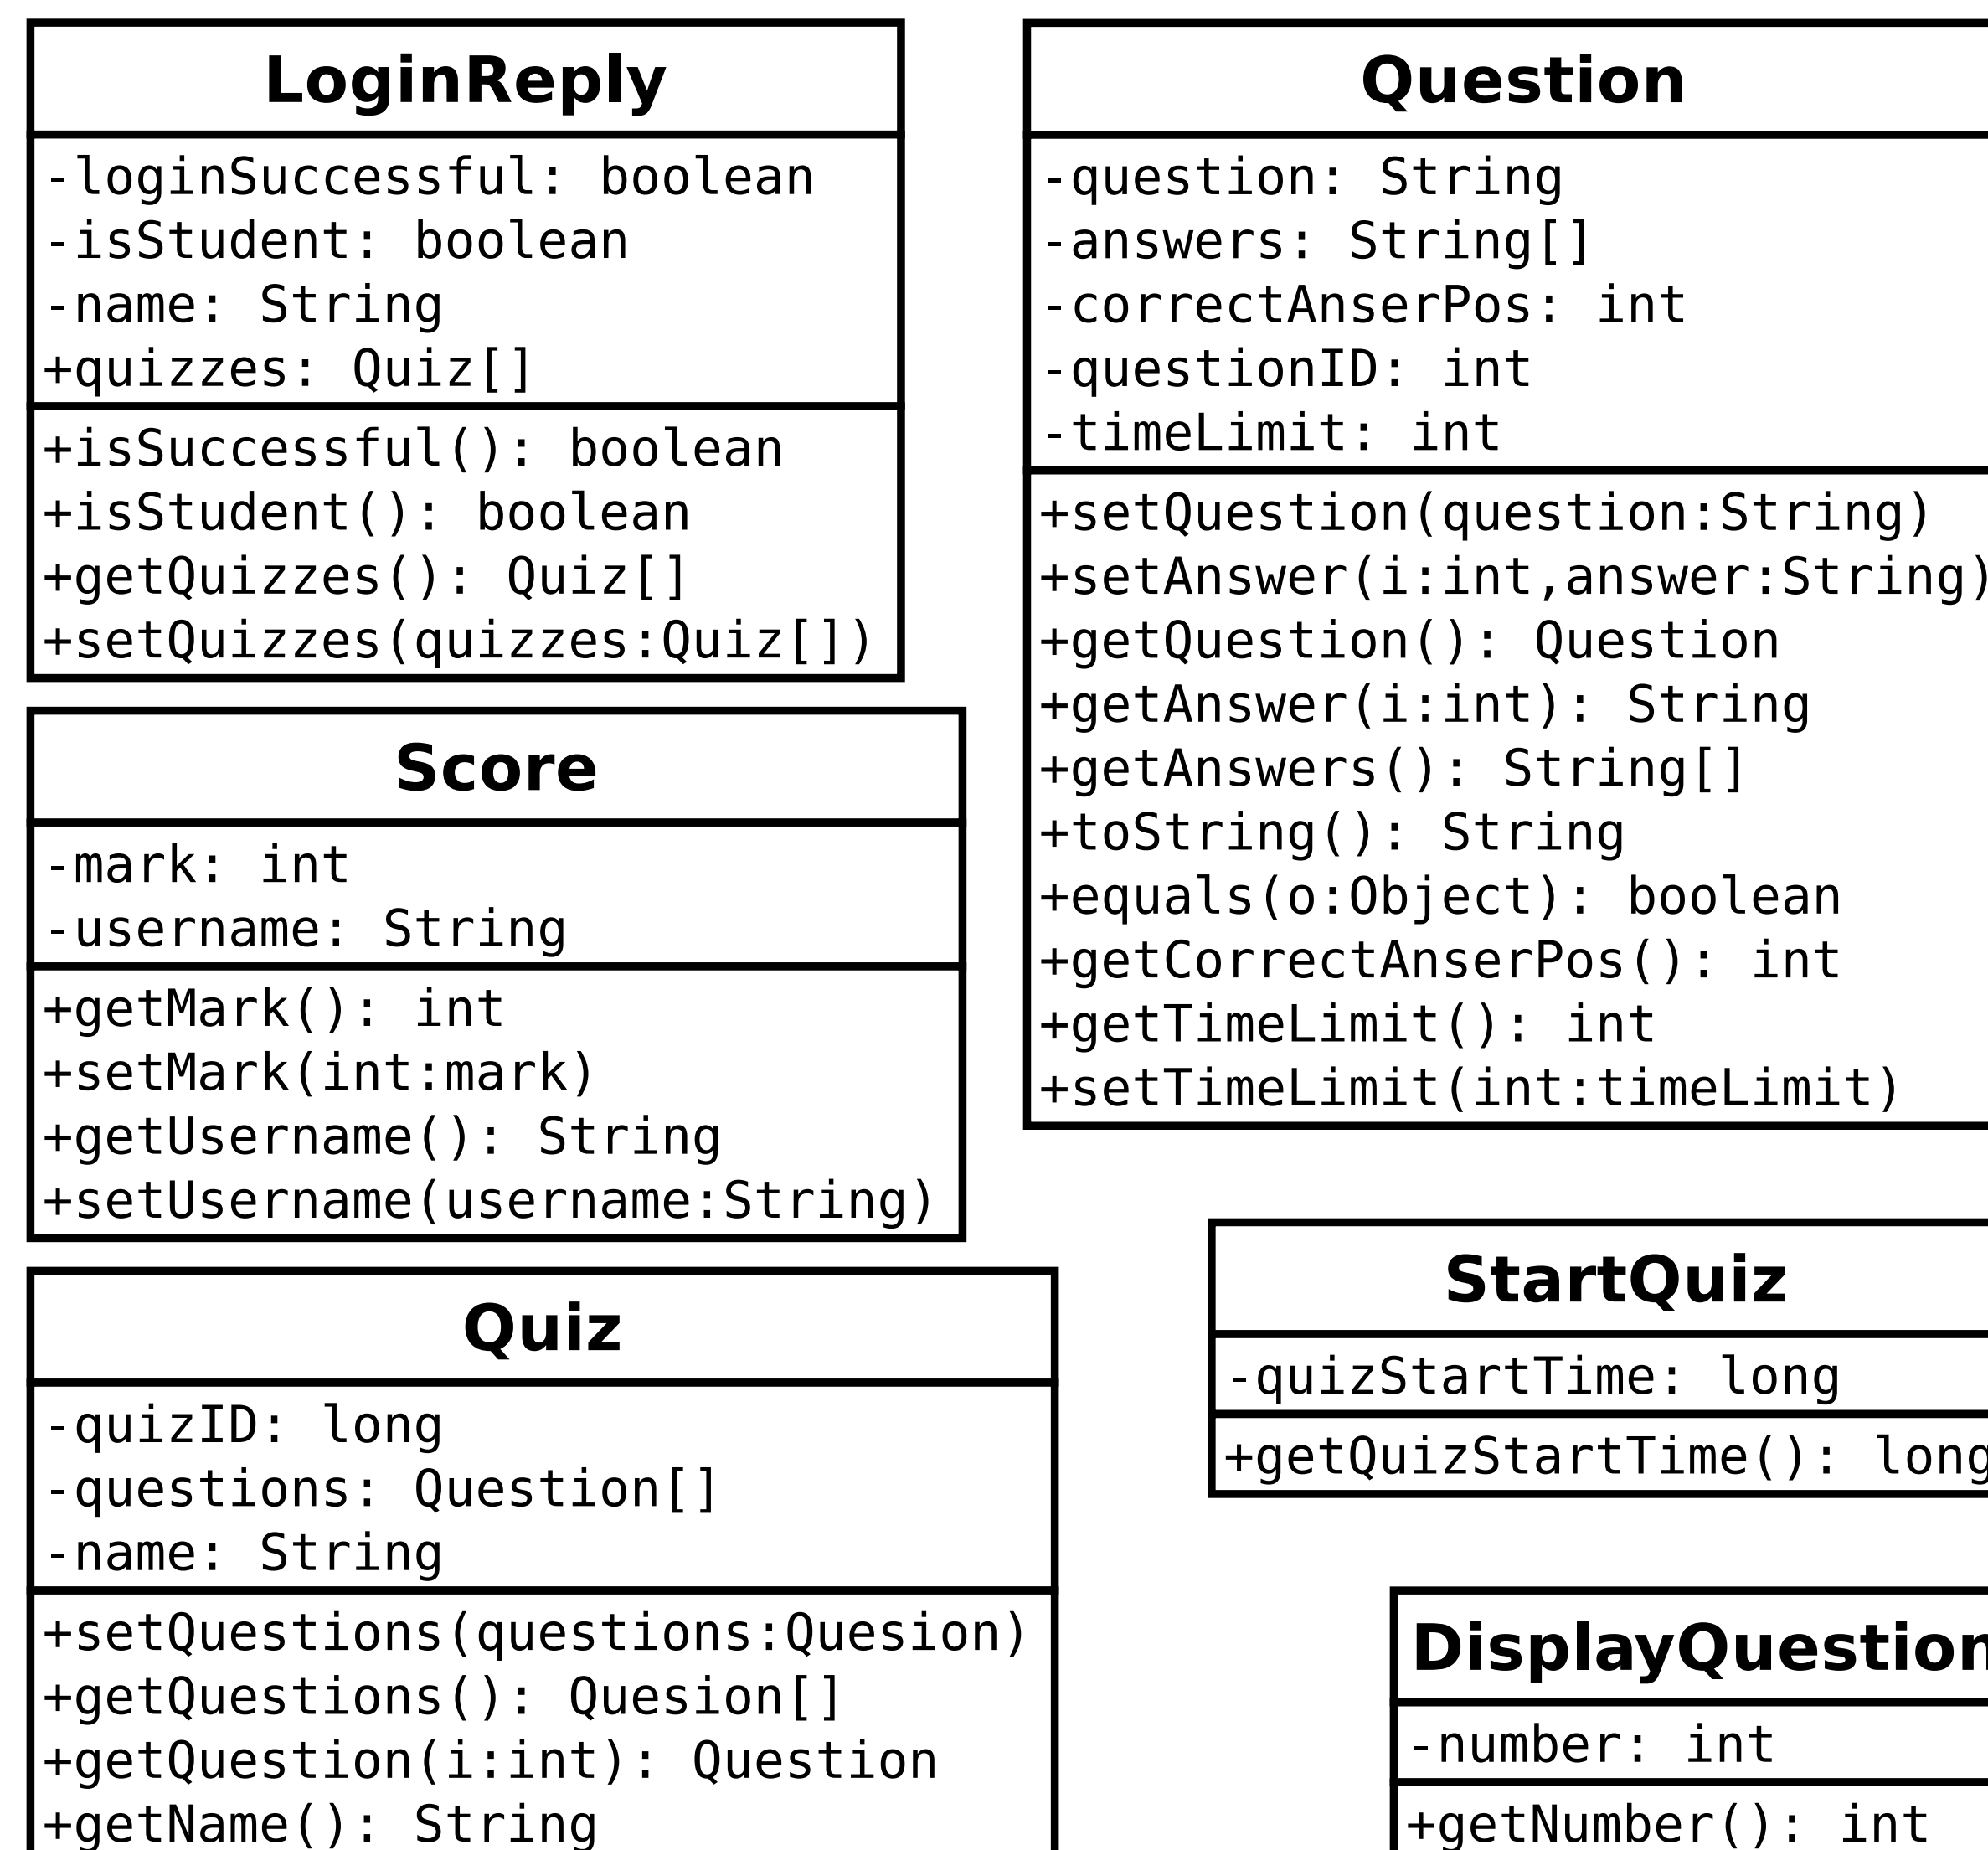 LoginReply
-loginSuccessful: boolean
-isStudent: boolean
-name: String
+quizzes: Quiz[]
+isSuccessful(): boolean
+isStudent(): boolean
+getQuizzes(): Quiz[]
+setQuizzes(quizzes:Quiz[])
Score
-mark: int
-username: String
+getMark(): int
+setMark(int:mark)
+getUsername(): String
+setUsername(username:String)
Quiz
-quizID: long
-questions: Question[]
-name: String
+setQuestions(questions:Quesion)
+getQuestions(): Quesion[]
+getQuestion(i:int): Question
+getName(): String
Question
-question: String
-answers: String[]
-correctAnserPos: int
-questionID: int
-timeLimit: int
+setQuestion(question:String)
+setAnswer(i:int,answer:String)
+getQuestion(): Question
+getAnswer(i:int): String
+getAnswers(): String[]
+toString(): String
+equals(o:Object): boolean
+getCorrectAnserPos(): int
+getTimeLimit(): int
+setTimeLimit(int:timeLimit)
StartQuiz
-quizStartTime: long
+getQuizStartTime(): long
DisplayQuestion
-number: int
+getNumber(): int